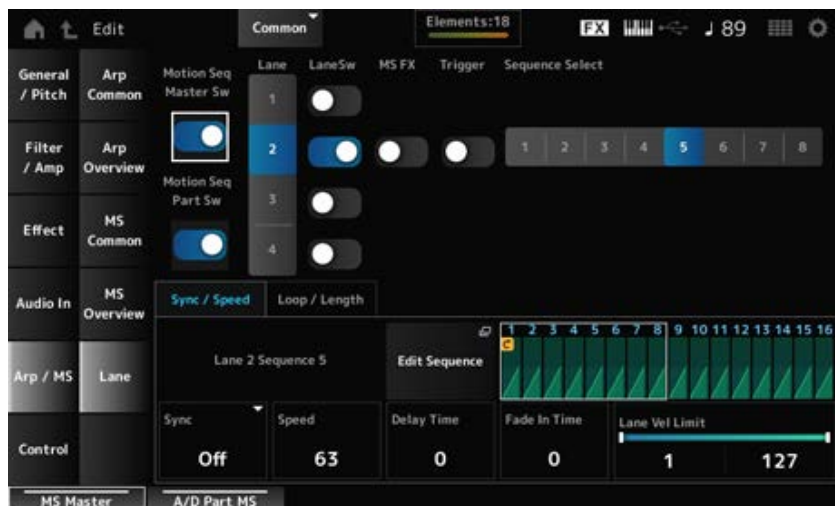 Edit
Common
Elements:18
FX
♩ 89
General / Pitch
Arp Common
Filter / Amp
Arp Overview
Effect
MS Common
Audio In
MS Overview
Arp / MS
Lane
Control
Motion Seq Master Sw
Motion Seq Part Sw
Lane LaneSw MS FX Trigger Sequence Select
1
2
3
4
1 2 3 4 5 6 7 8
Sync / Speed Loop / Length
Lane 2 Sequence 5
Edit Sequence
1 2 3 4 5 6 7 8 9 10 11 12 13 14 15 16
C
Sync Speed Delay Time Fade In Time Lane Vel Limit
Off 63 0 0 1 127
MS Master A/D Part MS